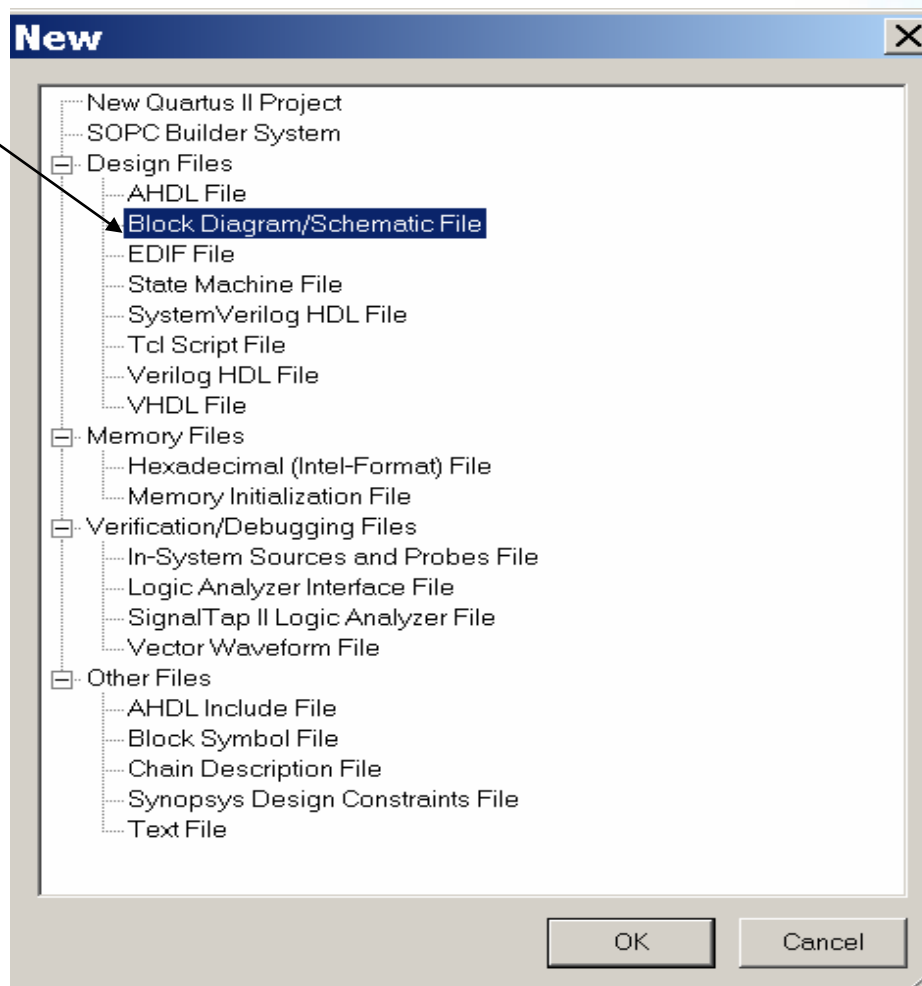 New
New Quartus II Project
SOPC Builder System
Design Files
AHDL File
Block Diagram/Schematic File
EDIF File
State Machine File
SystemVerilog HDL File
Tcl Script File
Verilog HDL File
VHDL File
Memory Files
Hexadecimal (Intel-Format) File
Memory Initialization File
Verification/Debugging Files
In-System Sources and Probes File
Logic Analyzer Interface File
SignalTap II Logic Analyzer File
Vector Waveform File
Other Files
AHDL Include File
Block Symbol File
Chain Description File
Synopsys Design Constraints File
Text File
OK Cancel